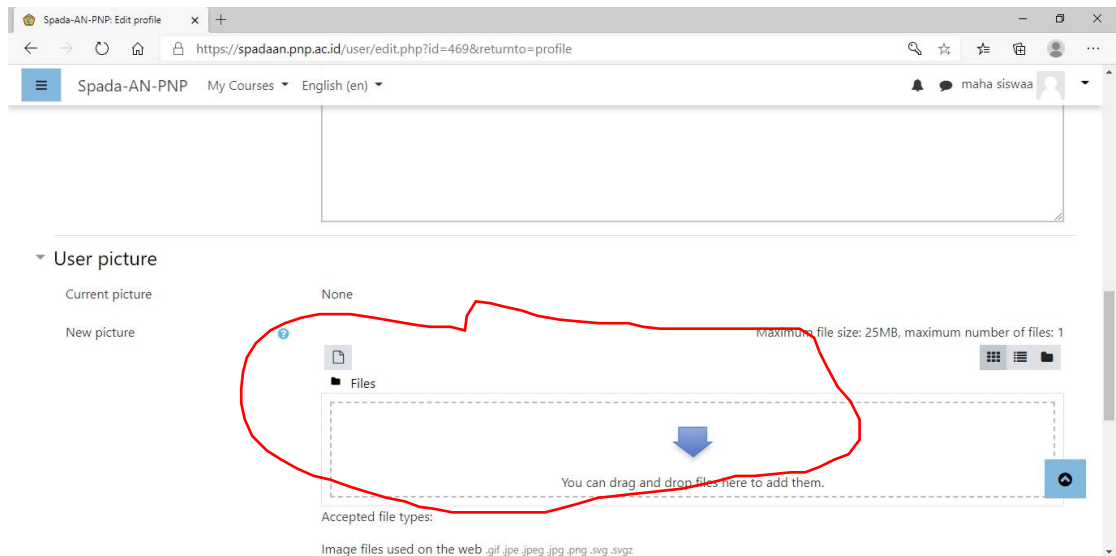 Spada-AN-PNP: Edit profile
https://spadaan.pnp.ac.id/user/edit.php?id=469&returnto=profile
Spada-AN-PNP My Courses English (en) maha siswaa
User picture
Current picture None
New picture Maximum file size: 25MB, maximum number of files: 1
Files
You can drag and drop files here to add them.
Accepted file types:
Image files used on the web .gif .jpe .jpeg .jpg .png .svg .svgz